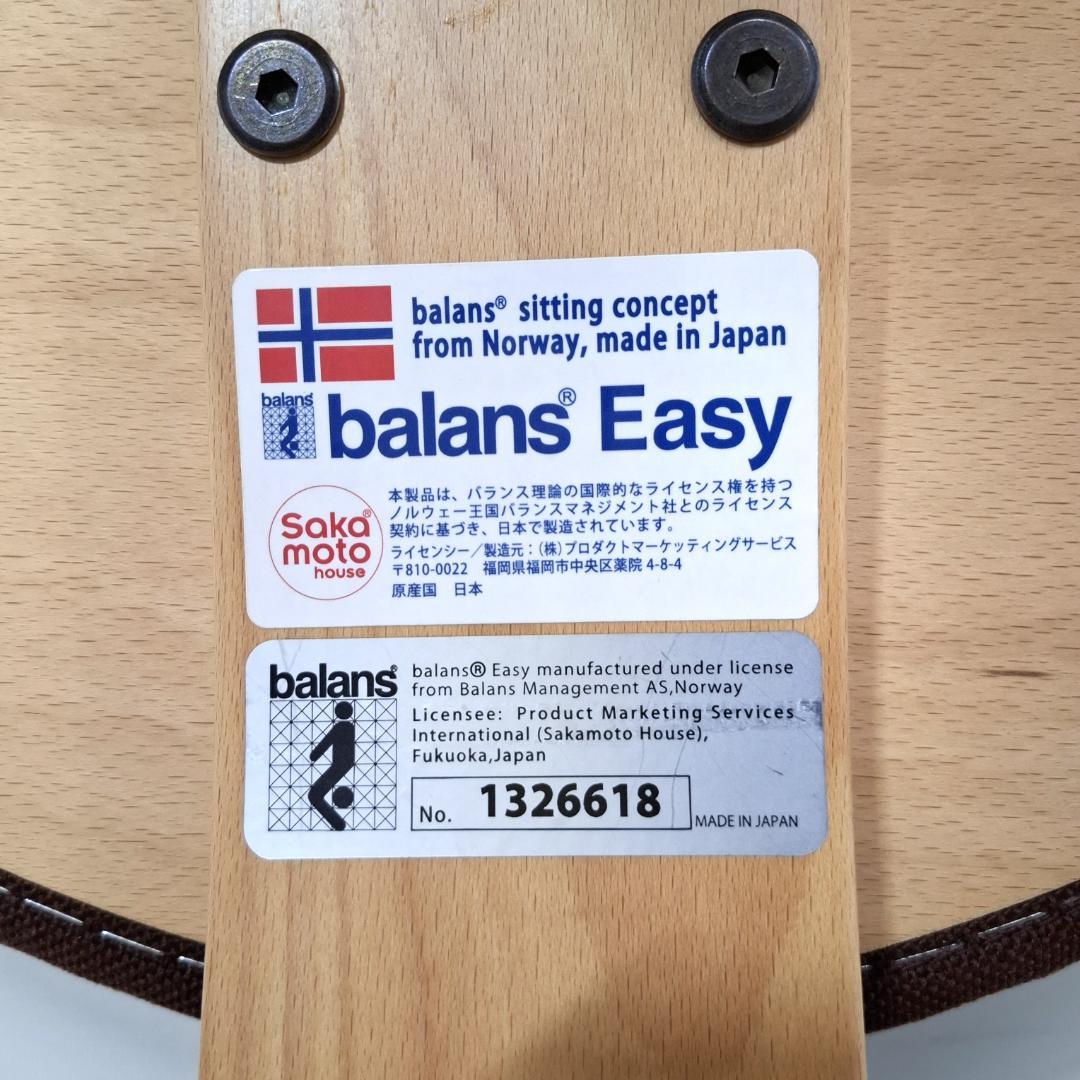 balans® sitting concept
from Norway, made in Japan
balans
balans® Easy
本製品は、バランス理論の国際的なライセンス権を持つ
ノルウェー王国バランスマネジメント社とのライセンス
契約に基づき、日本で製造されています。
Saka®
moto
house
ライセンシー／製造元：(株)プロダクトマーケッティングサービス
〒810-0022 福岡県福岡市中央区薬院 4-8-4
原産国 日本
balans®
balans® Easy manufactured under license
from Balans Management AS,Norway
Licensee: Product Marketing Services
International (Sakamoto House),
Fukuoka,Japan
No. 1326618
MADE IN JAPAN